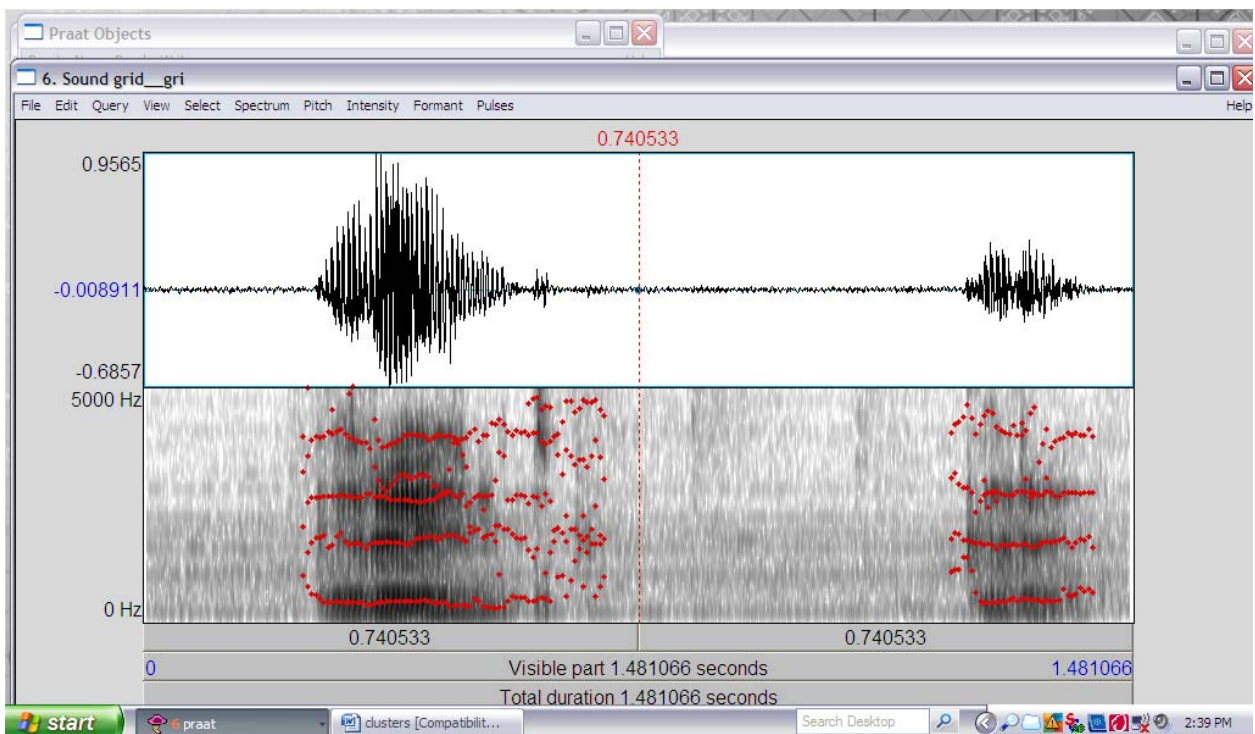 Praat Objects
6. Sound grid__gri
File Edit Query View Select Spectrum Pitch Intensity Formant Pulses Help
0.740533
0.9565
-0.008911
-0.6857
5000 Hz
0 Hz
0.740533 0.740533
0 Visible part 1.481066 seconds 1.481066
Total duration 1.481066 seconds
start 6 praat clusters [Compatibilit... Search Desktop 2:39 PM